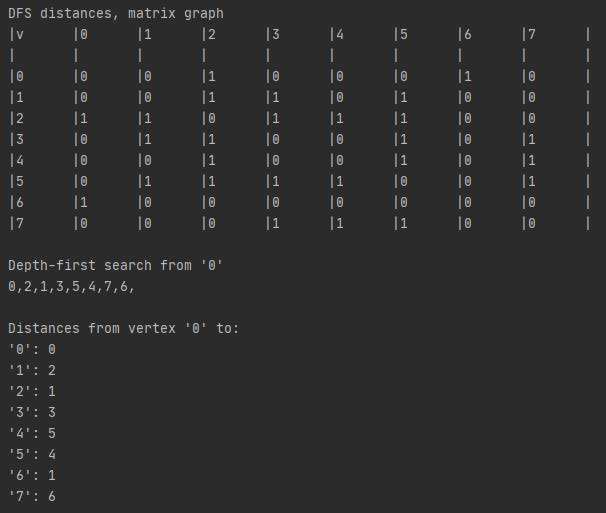 DFS distances, matrix graph
|v |0 |1 |2 |3 |4 |5 |6 |7 |
| | | | | | | | | |
|0 |0 |0 |1 |0 |0 |0 |1 |0 |
|1 |0 |0 |1 |1 |0 |1 |0 |0 |
|2 |1 |1 |0 |1 |1 |1 |0 |0 |
|3 |0 |1 |1 |0 |0 |1 |0 |1 |
|4 |0 |0 |1 |0 |0 |1 |0 |1 |
|5 |0 |1 |1 |1 |1 |0 |0 |1 |
|6 |1 |0 |0 |0 |0 |0 |0 |0 |
|7 |0 |0 |0 |1 |1 |1 |0 |0 |
Depth-first search from '0'
0,2,1,3,5,4,7,6,
Distances from vertex '0' to:
'0': 0
'1': 2
'2': 1
'3': 3
'4': 5
'5': 4
'6': 1
'7': 6